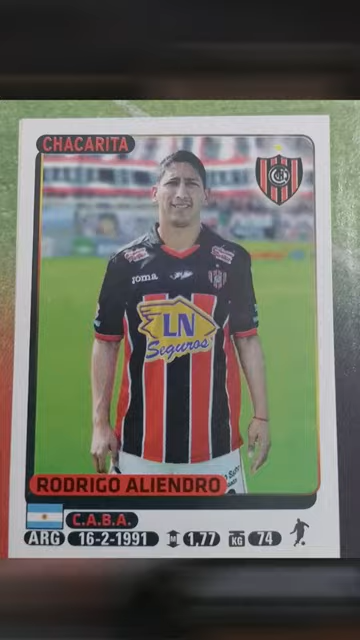 CHACARITA
Joma
LN
Seguros
RODRIGO ALIENDRO
C.A.B.A.
ARG 16-2-1991 M 1.77 KG 74